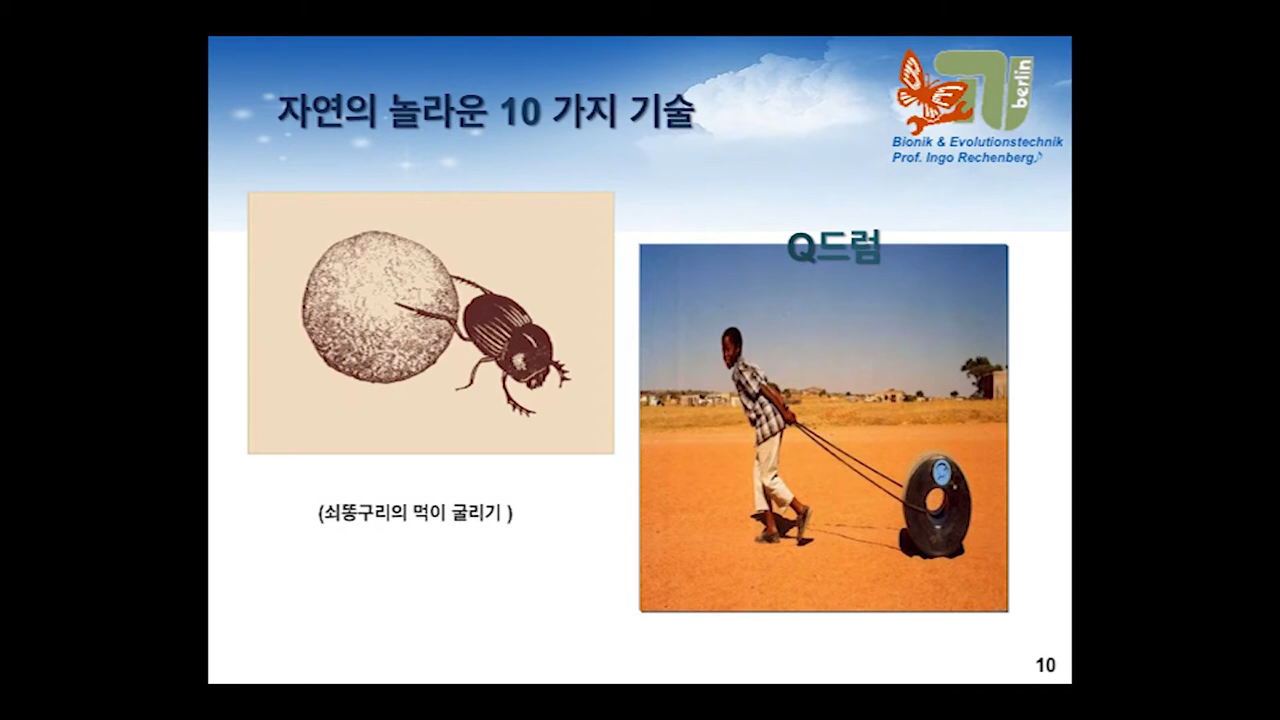 자연의 놀라운 10 가지 기술
berlin
Bionik & Evolutionstechnik
Prof. Ingo Rechenberg♪
Q드럼
(쇠똥구리의 먹이 굴리기 )
10